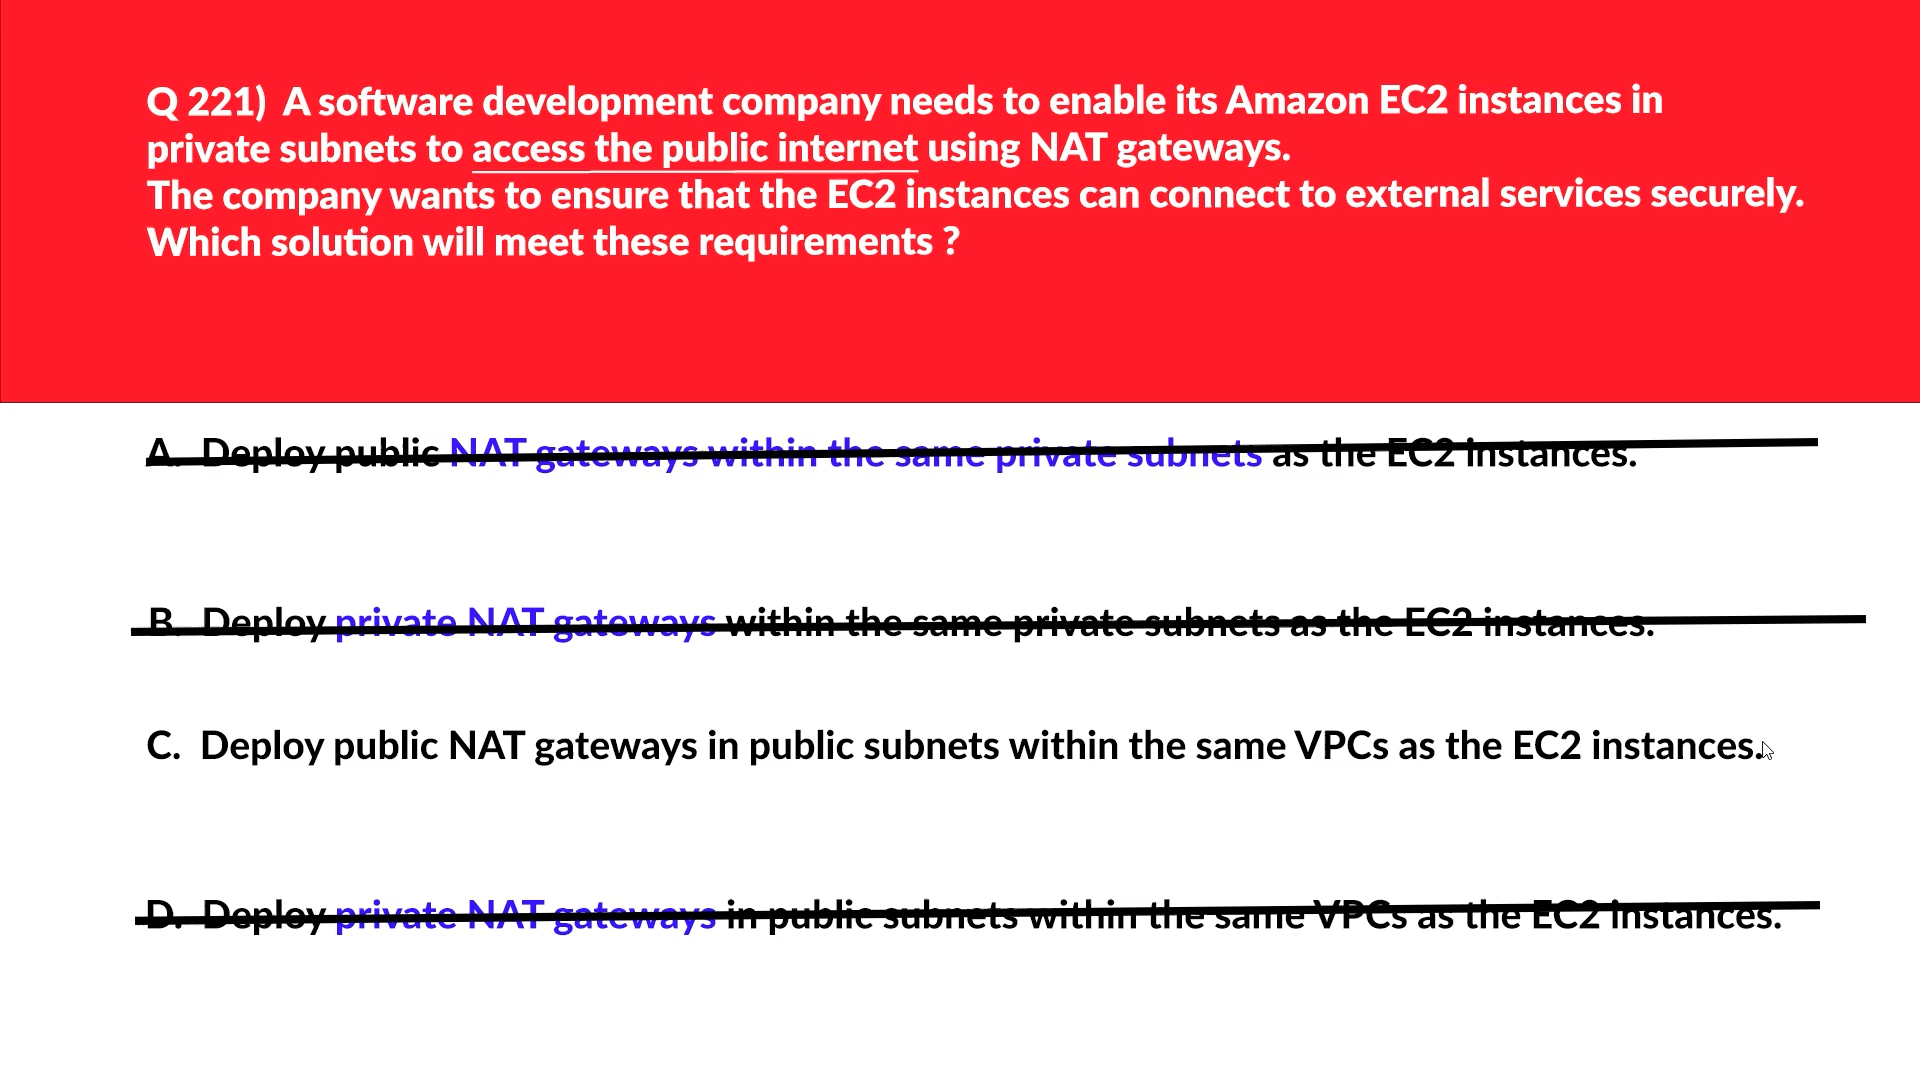 Q 221) A software development company needs to enable its Amazon EC2 instances in
private subnets to access the public internet using NAT gateways.
The company wants to ensure that the EC2 instances can connect to external services securely.
Which solution will meet these requirements ?
A. Deploy public NAT gateways within the same private subnets as the EC2 instances.
B. Deploy private NAT gateways within the same private subnets as the EC2 instances.
C. Deploy public NAT gateways in public subnets within the same VPCs as the EC2 instances.
D. Deploy private NAT gateways in public subnets within the same VPCs as the EC2 instances.